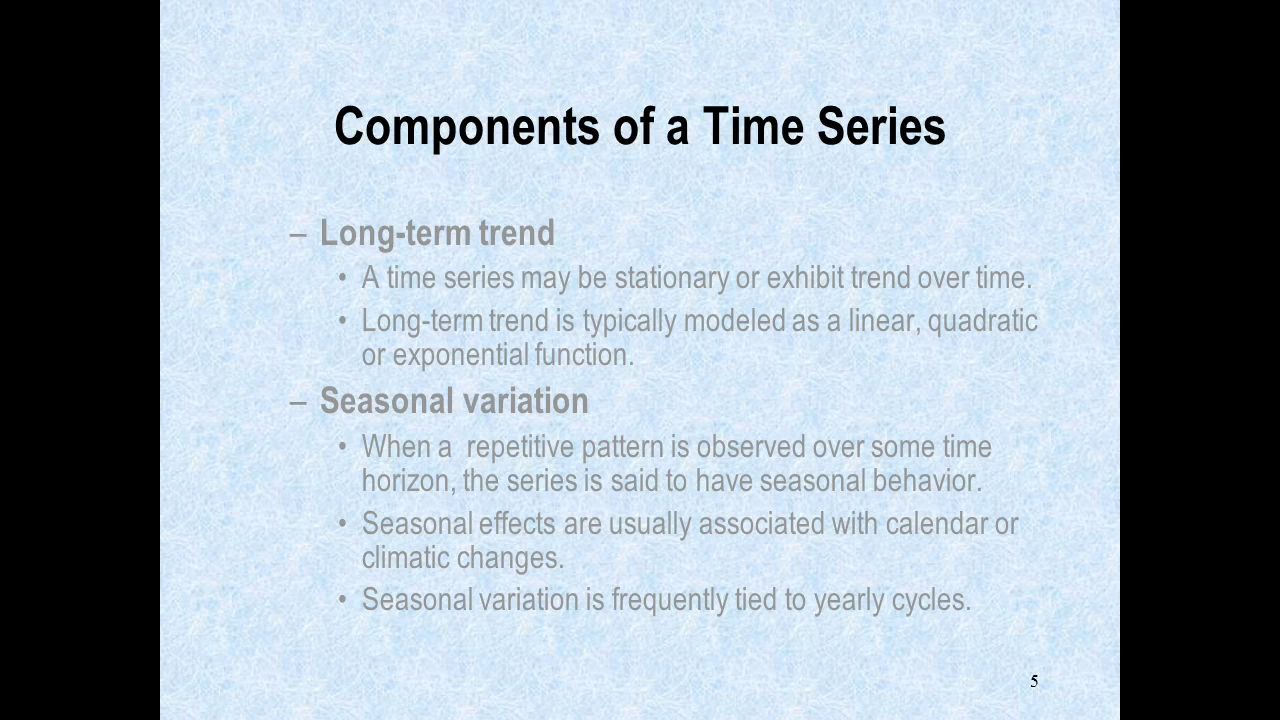 Components of a Time Series
– Long-term trend
• A time series may be stationary or exhibit trend over time.
• Long-term trend is typically modeled as a linear, quadratic
or exponential function.
– Seasonal variation
• When a  repetitive pattern is observed over some time
horizon, the series is said to have seasonal behavior.
• Seasonal effects are usually associated with calendar or
climatic changes.
• Seasonal variation is frequently tied to yearly cycles.
5